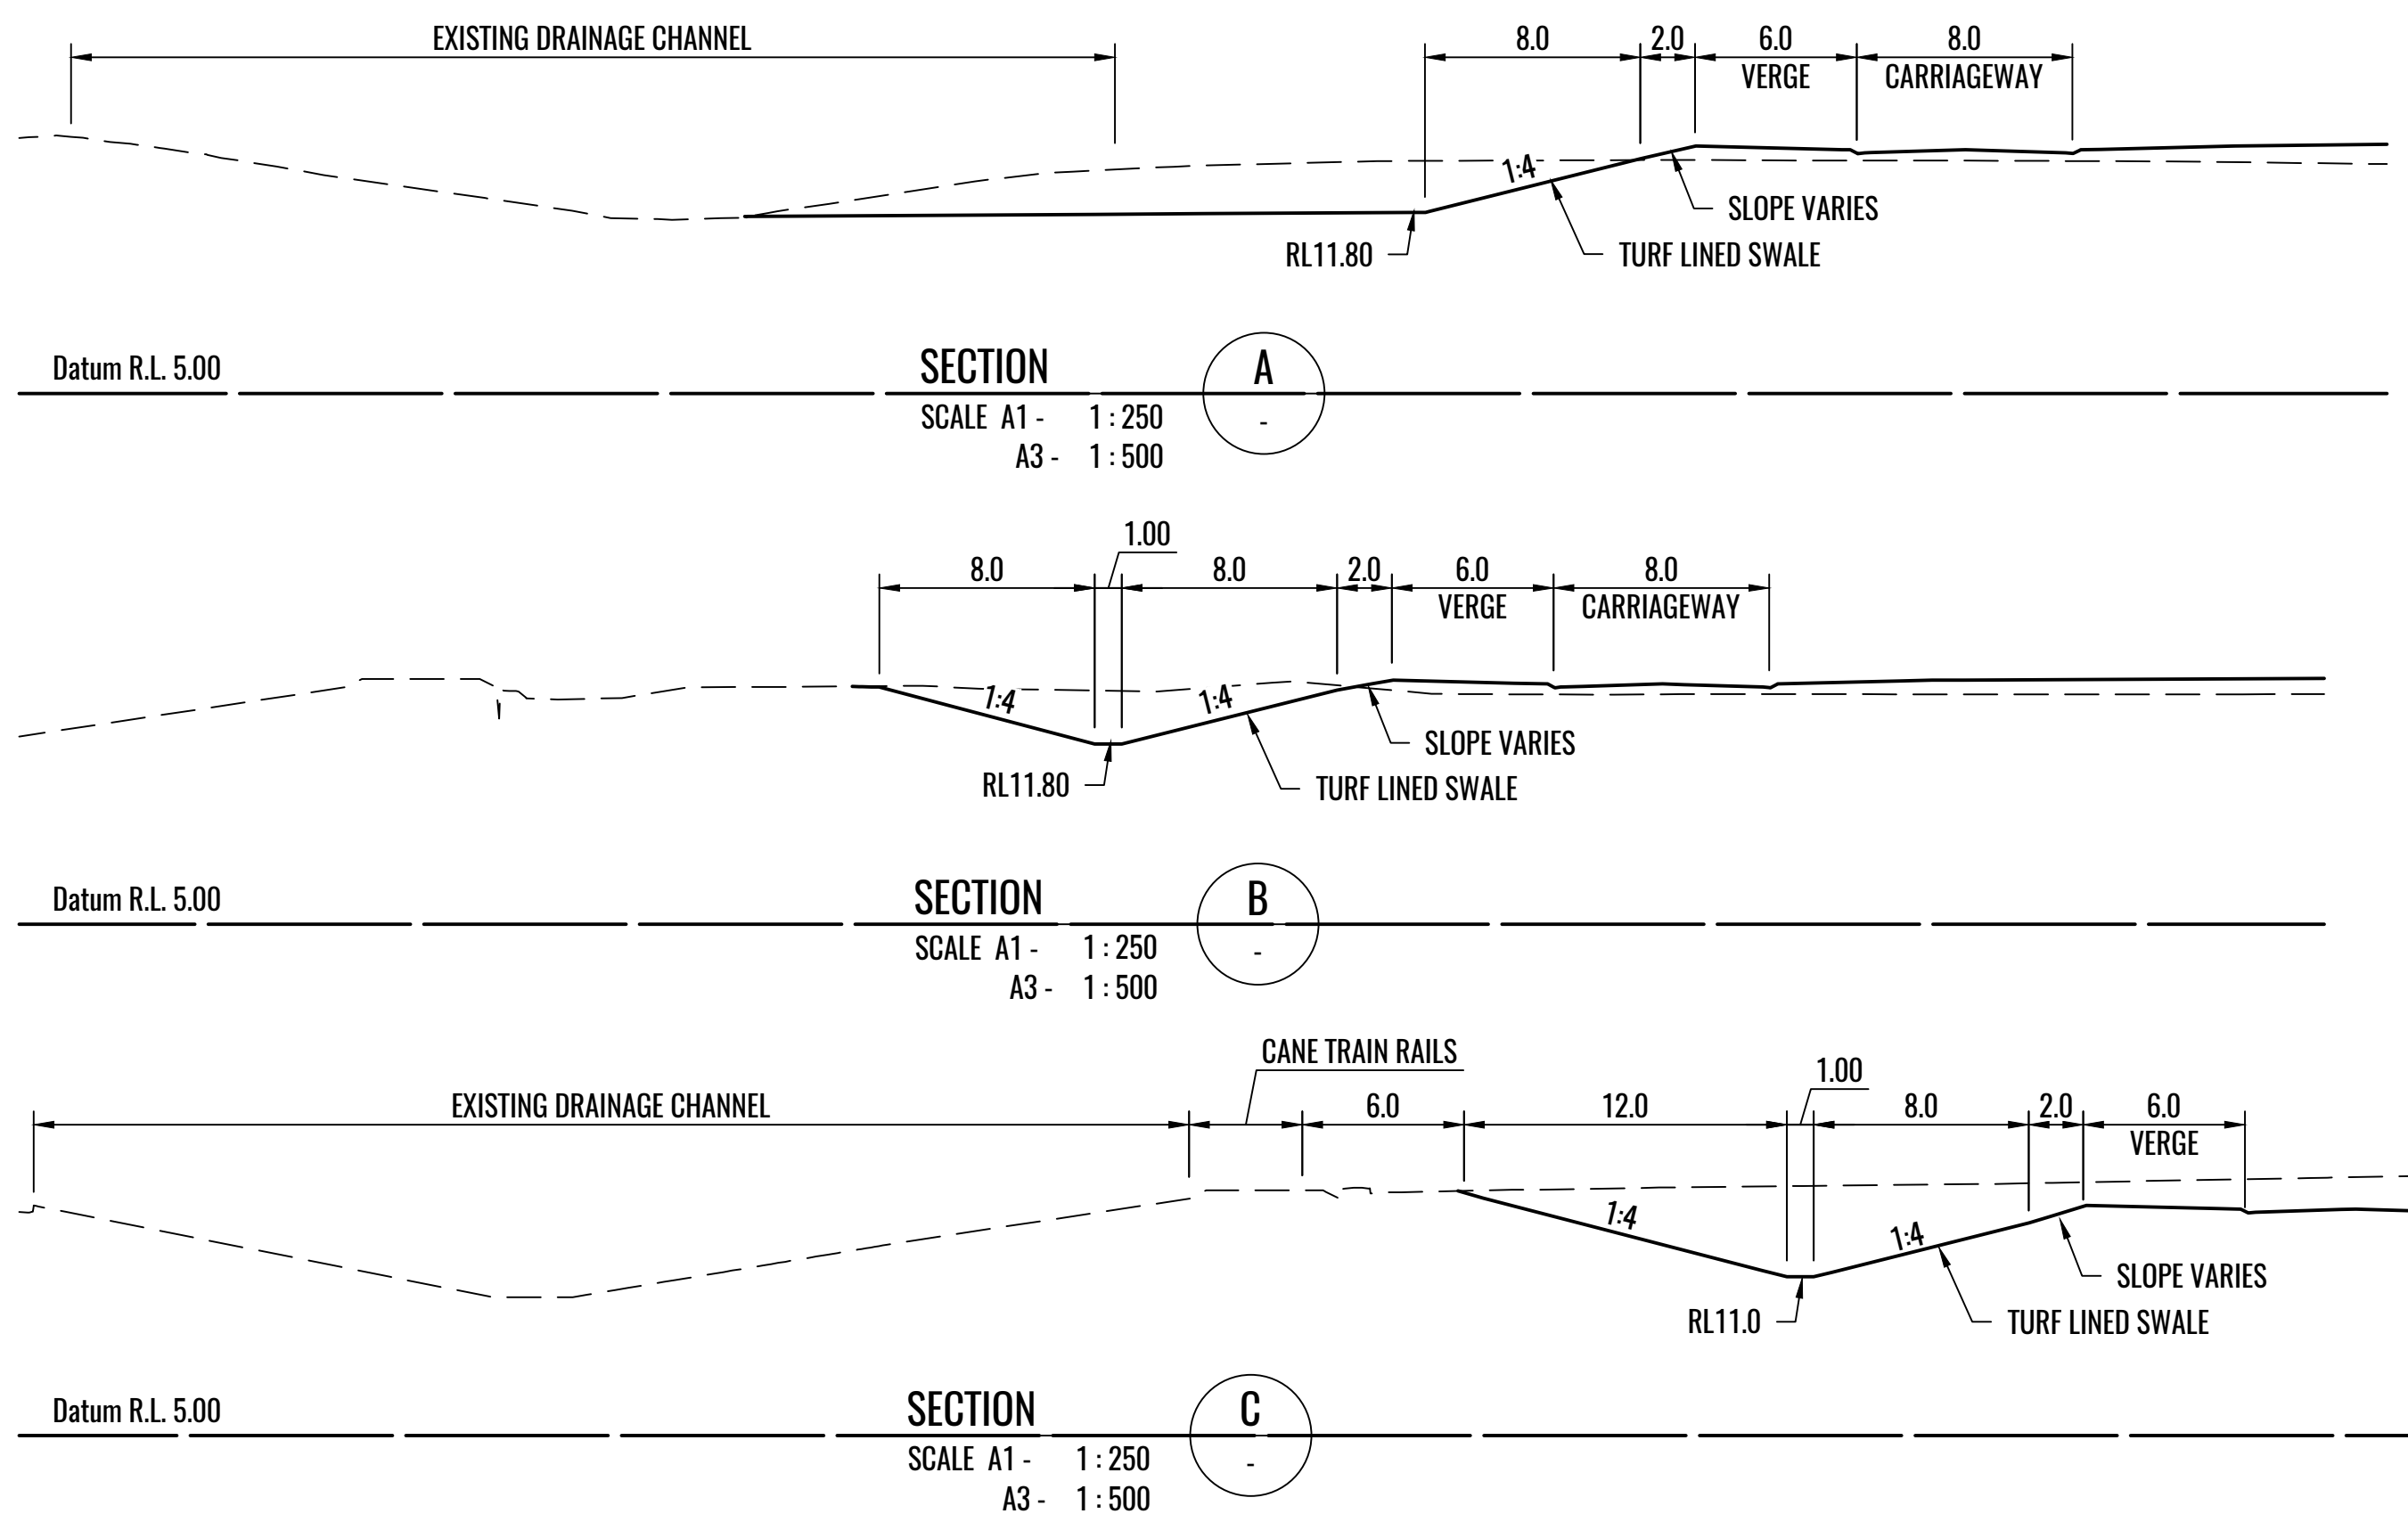 EXISTING DRAINAGE CHANNEL 8.0 2.0 6.0 8.0
VERGE CARRIAGEWAY
1:4
SLOPE VARIES
RL11.80 TURF LINED SWALE
Datum R.L. 5.00 SECTION A
SCALE A1 - 1 : 250 -
A3 - 1 : 500
1.00
8.0 8.0 2.0 6.0 8.0
VERGE CARRIAGEWAY
1:4 1:4
SLOPE VARIES
RL11.80 TURF LINED SWALE
Datum R.L. 5.00 SECTION B
SCALE A1 - 1 : 250 -
A3 - 1 : 500
CANE TRAIN RAILS
1.00
EXISTING DRAINAGE CHANNEL 6.0 12.0 8.0 2.0 6.0
VERGE
1:4 1:4
SLOPE VARIES
RL11.0 TURF LINED SWALE
Datum R.L. 5.00 SECTION C
SCALE A1 - 1 : 250 -
A3 - 1 : 500